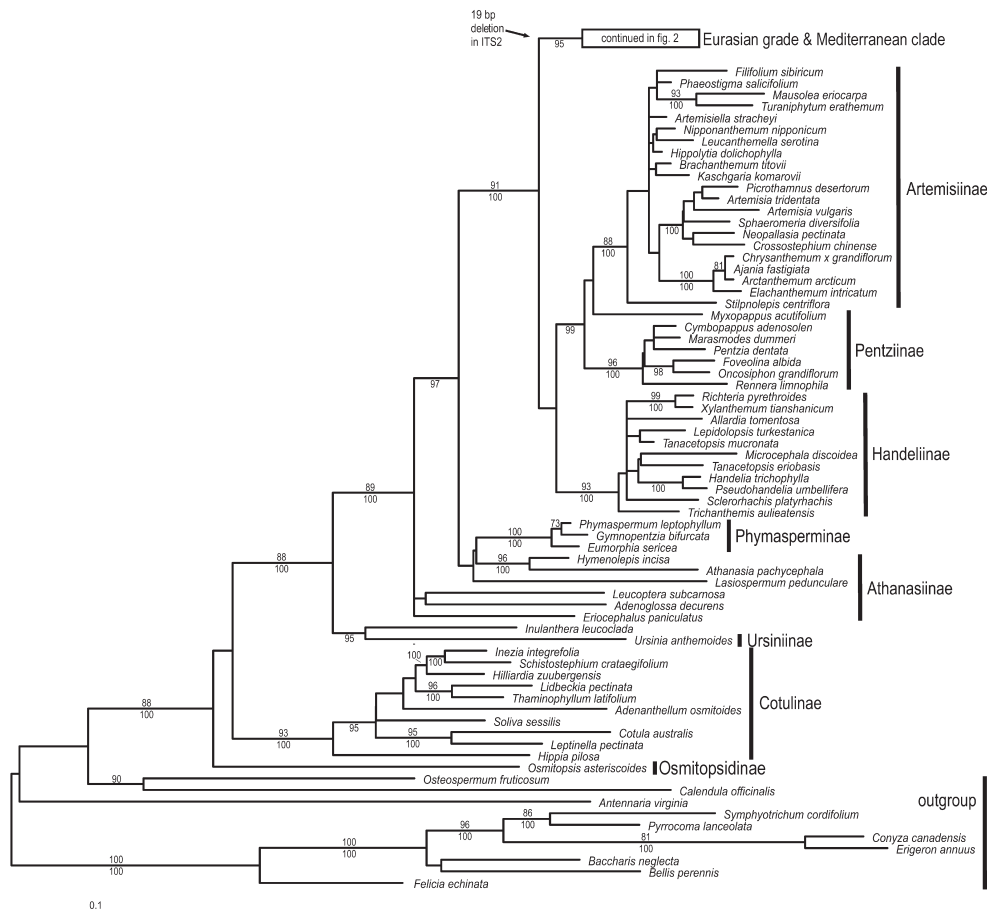 19 bp
deletion
in ITS2
95
continued in fig. 2
Eurasian grade & Mediterranean clade
Filifolium sibiricum
Phaeostigma salicifolium
93
100
Mausolea eriocarpa
Turaniphytum erathemum
Artemisiella stracheyi
Nipponanthemum nipponicum
Leucanthemella serotina
Hippolytia dolichophylla
Brachanthemum titovii
Kaschgaria komarovii
91
100
Picrothamnus desertorum
Artemisia tridentata
Artemisia vulgaris
Artemisiinae
100
Sphaeromeria diversifolia
Neopallasia pectinata
Crossostephium chinense
88
100
Chrysanthemum x grandiflorum
81
Ajania fastigiata
100
100
Arctanthemum arcticum
Elachanthemum intricatum
Stilpnolepis centriflora
Myxopappus acutifolium
99
Cymbopappus adenosolen
Marasmodes dummeri
Pentzia dentata
Pentziinae
96
100
Foveolina albida
98
Oncosiphon grandiflorum
Rennera limnophila
97
99
100
Richteria pyrethroides
Xylanthemum tianshanicum
Allardia tomentosa
Lepidolopsis turkestanica
Tanacetopsis mucronata
Microcephala discoidea
Handeliinae
Tanacetopsis eriobasis
Handelia trichophylla
100
Pseudohandelia umbellifera
93
100
Sclerorhachis platyrhachis
Trichanthemis aulieatensis
89
100
73
Phymaspermum leptophyllum
Gymnopentzia bifurcata
Phymasperminae
100
100
Eumorphia sericea
Hymenolepis incisa
96
100
Athanasia pachycephala
Lasiospermum pedunculare
Athanasiinae
88
100
Leucoptera subcarnosa
Adenoglossa decurens
Eriocephalus paniculatus
Inulanthera leucoclada
95
Ursinia anthemoides
Ursiniinae
100
Inezia integrefolia
100
Schistostephium crataegifolium
Hilliardia zuubergensis
96
100
Lidbeckia pectinata
Thaminophyllum latifolium
Cotulinae
Adenanthellum osmitoides
88
100
95
Soliva sessilis
95
100
Cotula australis
Leptinella pectinata
93
100
Hippia pilosa
Osmitopsis asteriscoides
Osmitopsidinae
90
Osteospermum fruticosum
Calendula officinalis
Antennaria virginia
outgroup
86
100
Symphyotrichum cordifolium
Pyrrocoma lanceolata
96
100
81
100
Conyza canadensis
Erigeron annuus
100
100
Baccharis neglecta
Bellis perennis
100
100
Felicia echinata
0.1